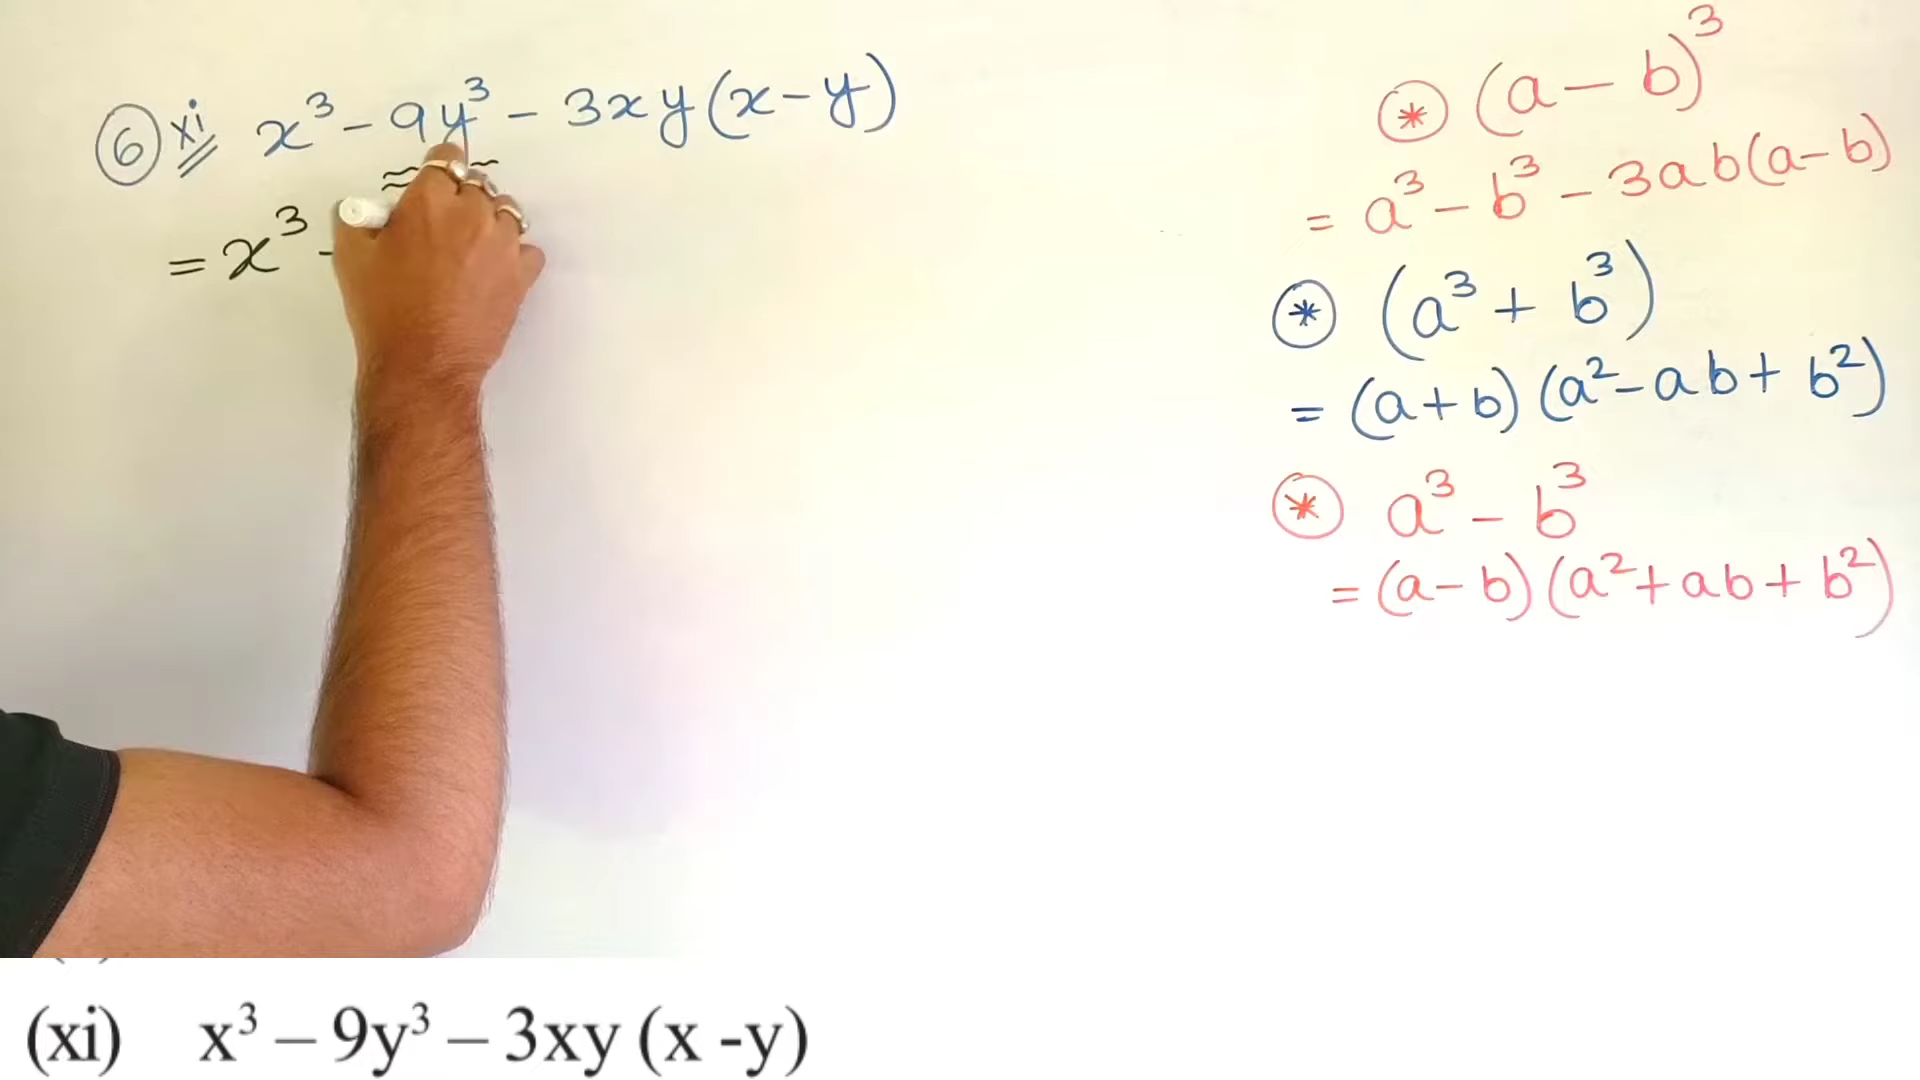 6 xi x³ - 9y³ - 3xy(x-y)
= x³ -
* (a - b)³
= a³ - b³ - 3ab(a-b)
* (a³ + b³)
= (a+b) (a²-ab+b²)
* a³ - b³
= (a-b) (a²+ab+b²)
(xi) x³ – 9y³ – 3xy (x -y)